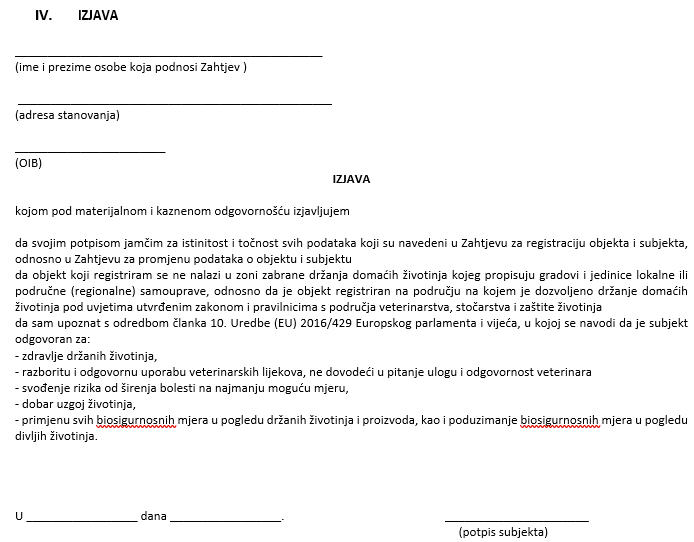 IV. IZJAVA
_______________________________________________
(ime i prezime osobe koja podnosi Zahtjev )
________________________________________________
(adresa stanovanja)
_______________________
(OIB)
IZJAVA
kojom pod materijalnom i kaznenom odgovornošću izjavljujem
da svojim potpisom jamčim za istinitost i točnost svih podataka koji su navedeni u Zahtjevu za registraciju objekta i subjekta,
odnosno u Zahtjevu za promjenu podataka o objektu i subjektu
da objekt koji registriram se ne nalazi u zoni zabrane držanja domaćih životinja kojeg propisuju gradovi i jedinice lokalne ili
područne (regionalne) samouprave, odnosno da je objekt registriran na području na kojem je dozvoljeno držanje domaćih
životinja pod uvjetima utvrđenim zakonom i pravilnicima s područja veterinarstva, stočarstva i zaštite životinja
da sam upoznat s odredbom članka 10. Uredbe (EU) 2016/429 Europskog parlamenta i vijeća, u kojoj se navodi da je subjekt
odgovoran za:
- zdravlje držanih životinja,
- razboritu i odgovornu uporabu veterinarskih lijekova, ne dovodeći u pitanje ulogu i odgovornost veterinara
- svođenje rizika od širenja bolesti na najmanju moguću mjeru,
- dobar uzgoj životinja,
- primjenu svih biosigurnosnih mjera u pogledu držanih životinja i proizvoda, kao i poduzimanje biosigurnosnih mjera u pogledu
divljih životinja.
U _________________ dana _________________. ______________________
(potpis subjekta)